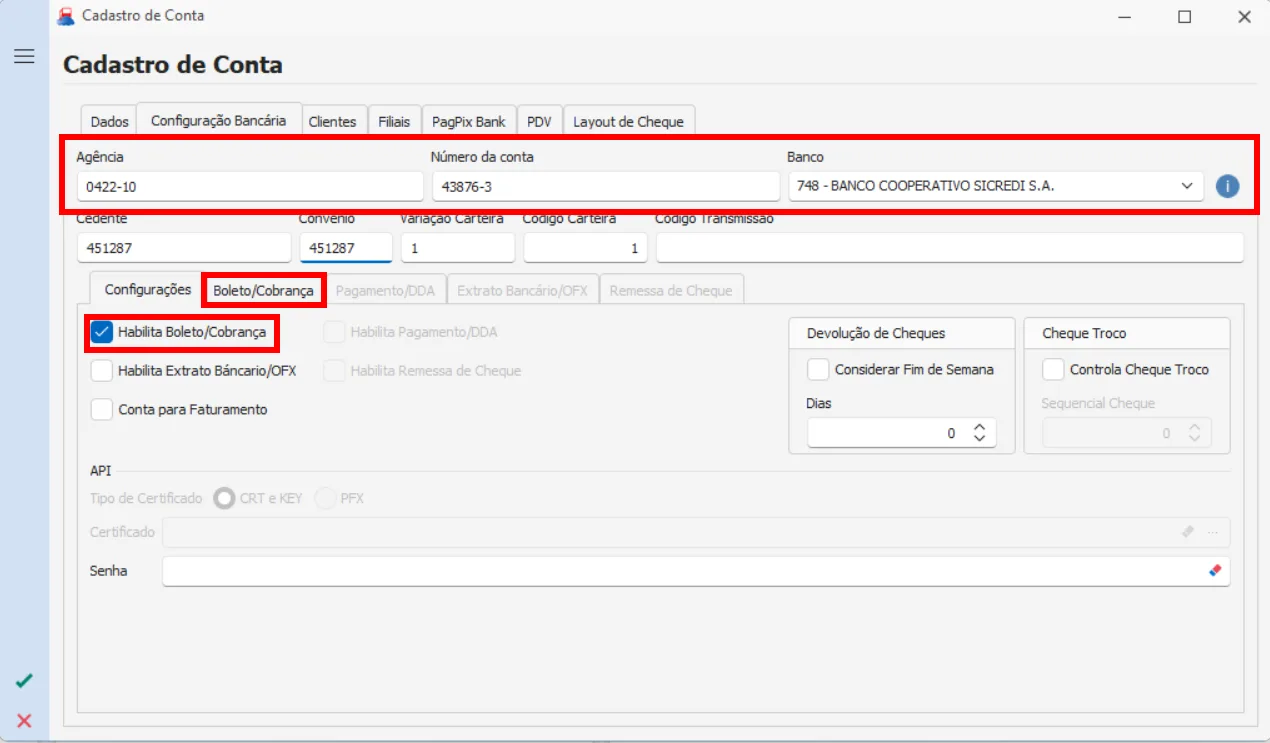 Cadastro de Conta
Cadastro de Conta
Dados Configuração Bancária Clientes Filiais PagPix Bank PDV Layout de Cheque
Agência Número da conta Banco
0422-10 43876-3 748 - BANCO COOPERATIVO SICREDI S.A.
Cedente Convênio Variação Carteira Código Carteira Código Transmissão
451287 451287 1 1
Configurações Boleto/Cobrança Pagamento/DDA Extrato Bancário/OFX Remessa de Cheque
Habilita Boleto/Cobrança Habilita Pagamento/DDA Devolução de Cheques Cheque Troco
Habilita Extrato Báncario/OFX Habilita Remessa de Cheque Considerar Fim de Semana Controla Cheque Troco
Conta para Faturamento Dias Sequencial Cheque
0 0
API
Tipo de Certificado CRT e KEY PFX
Certificado ...
Senha